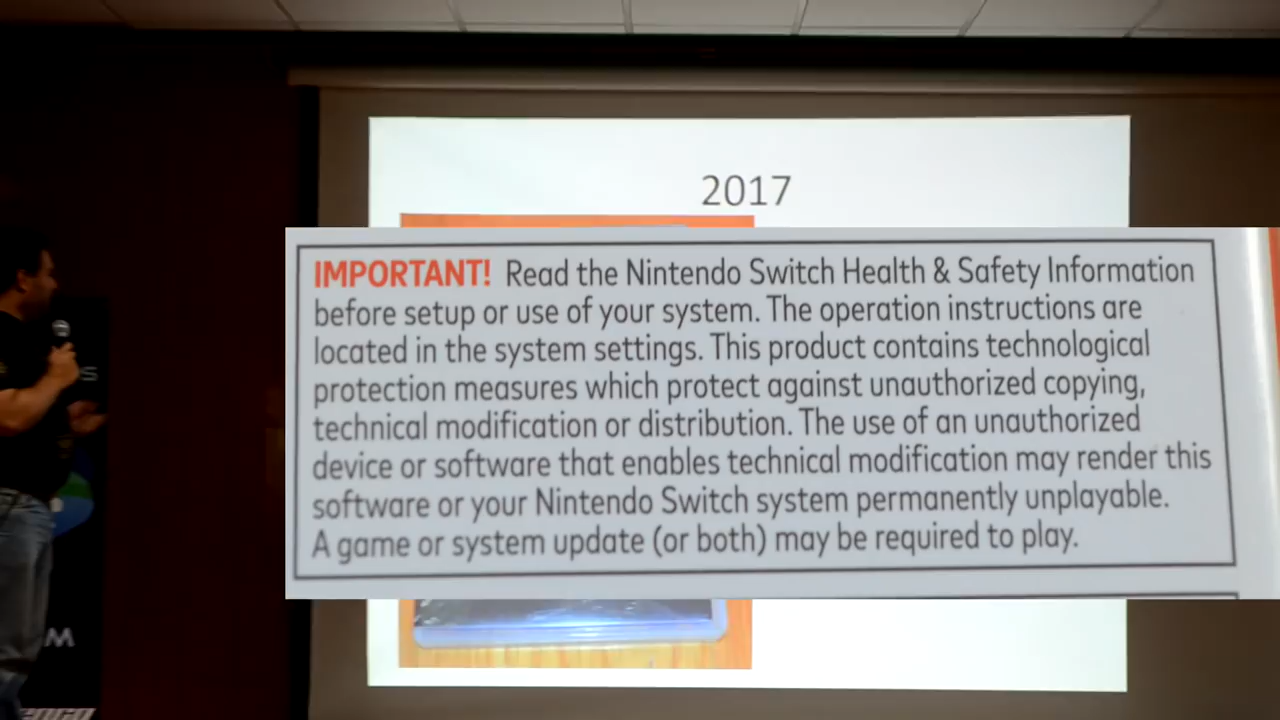 2017
IMPORTANT! Read the Nintendo Switch Health & Safety Information
before setup or use of your system. The operation instructions are
located in the system settings. This product contains technological
protection measures which protect against unauthorized copying,
technical modification or distribution. The use of an unauthorized
device or software that enables technical modification may render this
software or your Nintendo Switch system permanently unplayable.
A game or system update (or both) may be required to play.